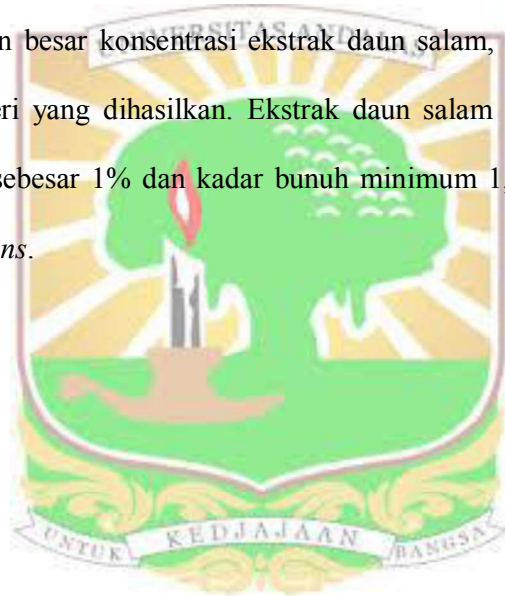 UNIVERSITAS ANDALAS
n besar konsentrasi ekstrak daun salam,
ri yang dihasilkan. Ekstrak daun salam
sebesar 1% dan kadar bunuh minimum 1,
ns.
UNTUK KEDJAJAAN BANGSA